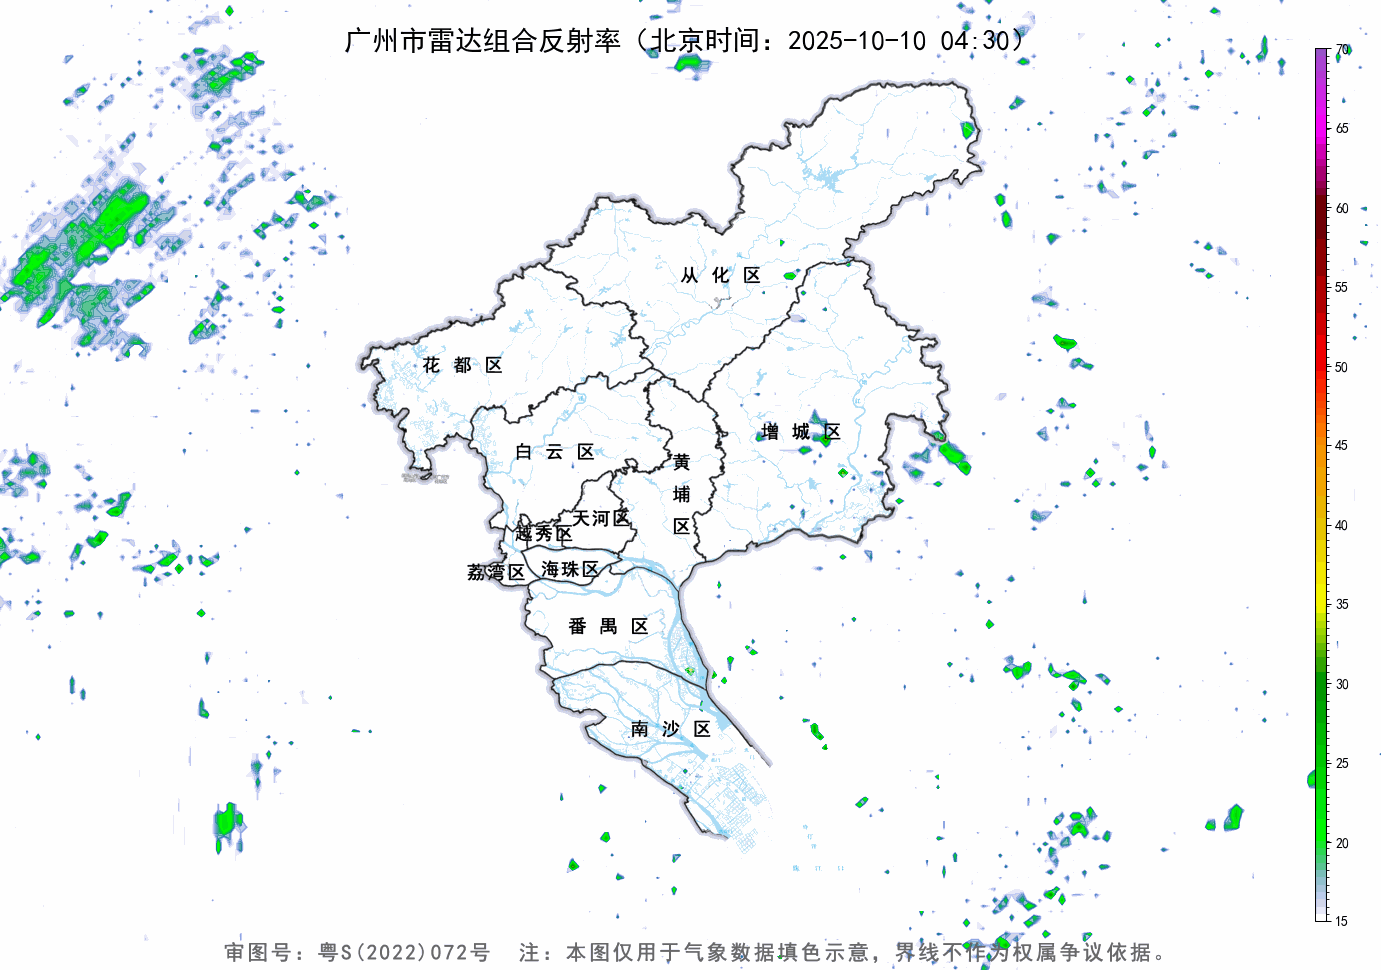 广州市雷达组合反射率（北京时间：2025-10-10 04:30）
70
65
60
55
50
45
40
35
30
25
20
15
从化区
花都区
增城区
白云区
黄埔区
天河区
越秀区
荔湾区
海珠区
番禺区
南沙区
审图号：粤S(2022)072号 注：本图仅用于气象数据填色示意，界线不作为权属争议依据。